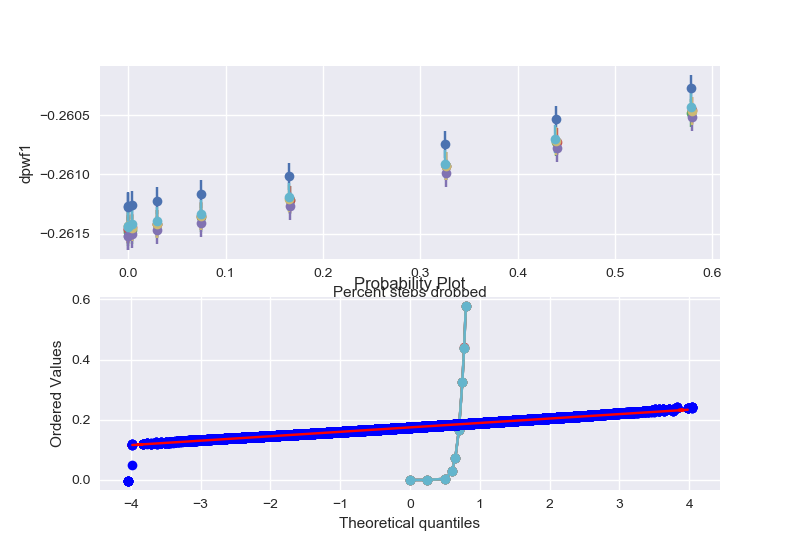 −0.2605
−0.2610
−0.2615
dpwf1
0.0 0.1 0.2 0.3 0.4 0.5 0.6
Probability Plot
Percent steps dropped
0.6
0.4
0.2
0.0
Ordered Values
−4 −3 −2 −1 0 1 2 3 4
Theoretical quantiles